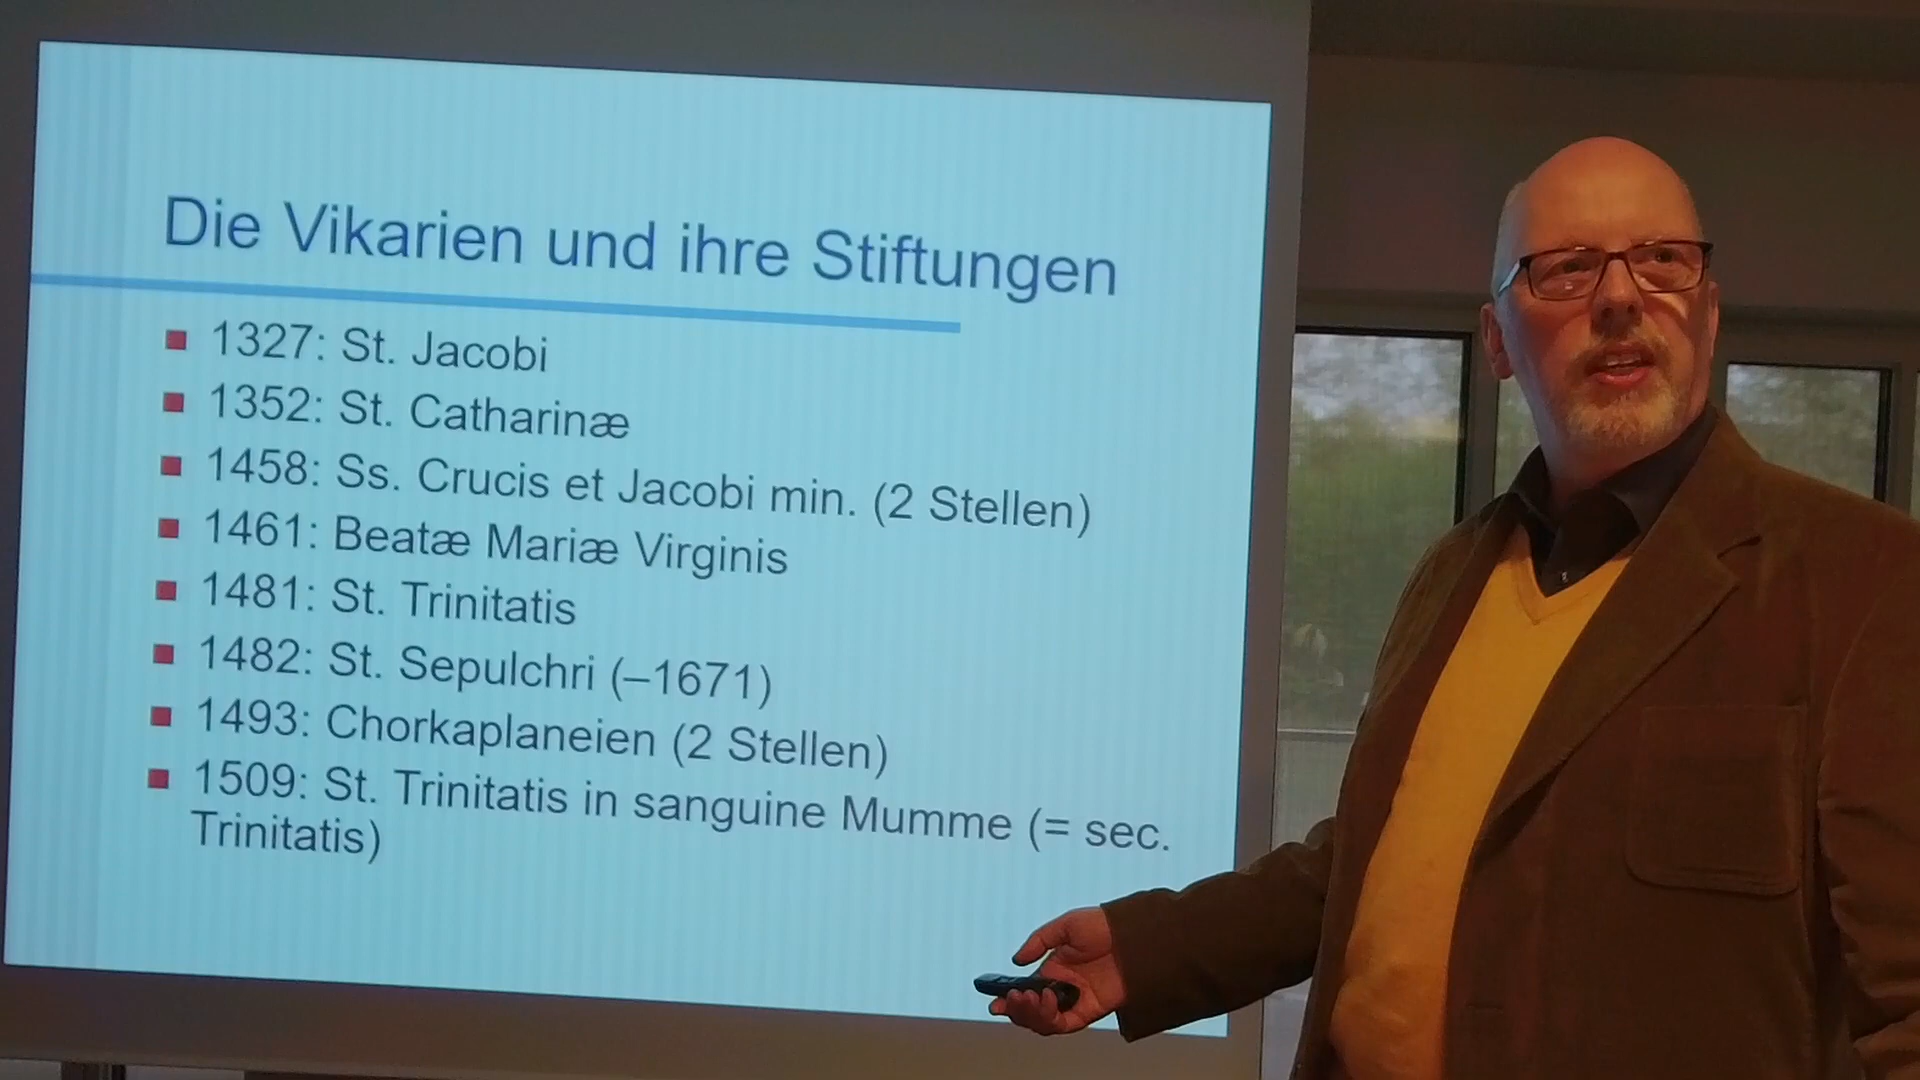 Die Vikarien und ihre Stiftungen
1327: St. Jacobi
1352: St. Catharinæ
1458: Ss. Crucis et Jacobi min. (2 Stellen)
1461: Beatæ Mariæ Virginis
1481: St. Trinitatis
1482: St. Sepulchri (–1671)
1493: Chorkaplaneien (2 Stellen)
1509: St. Trinitatis in sanguine Mumme (= sec.
Trinitatis)